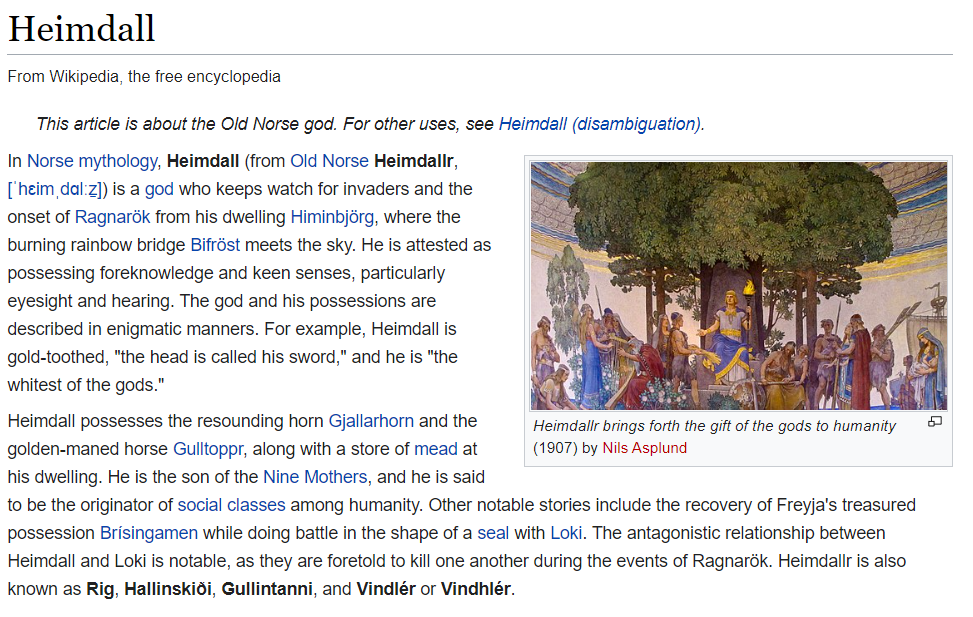 Heimdall
From Wikipedia, the free encyclopedia
This article is about the Old Norse god. For other uses, see Heimdall (disambiguation).
In Norse mythology, Heimdall (from Old Norse Heimdallr,
[ˈhɛimˌdɑlːz̠]) is a god who keeps watch for invaders and the
onset of Ragnarök from his dwelling Himinbjörg, where the
burning rainbow bridge Bifröst meets the sky. He is attested as
possessing foreknowledge and keen senses, particularly
eyesight and hearing. The god and his possessions are
described in enigmatic manners. For example, Heimdall is
gold-toothed, "the head is called his sword," and he is "the
whitest of the gods."
Heimdallr brings forth the gift of the gods to humanity
(1907) by Nils Asplund
Heimdall possesses the resounding horn Gjallarhorn and the
golden-maned horse Gulltoppr, along with a store of mead at
his dwelling. He is the son of the Nine Mothers, and he is said
to be the originator of social classes among humanity. Other notable stories include the recovery of Freyja's treasured
possession Brísingamen while doing battle in the shape of a seal with Loki. The antagonistic relationship between
Heimdall and Loki is notable, as they are foretold to kill one another during the events of Ragnarök. Heimdallr is also
known as Rig, Hallinskiði, Gullintanni, and Vindlér or Vindhlér.